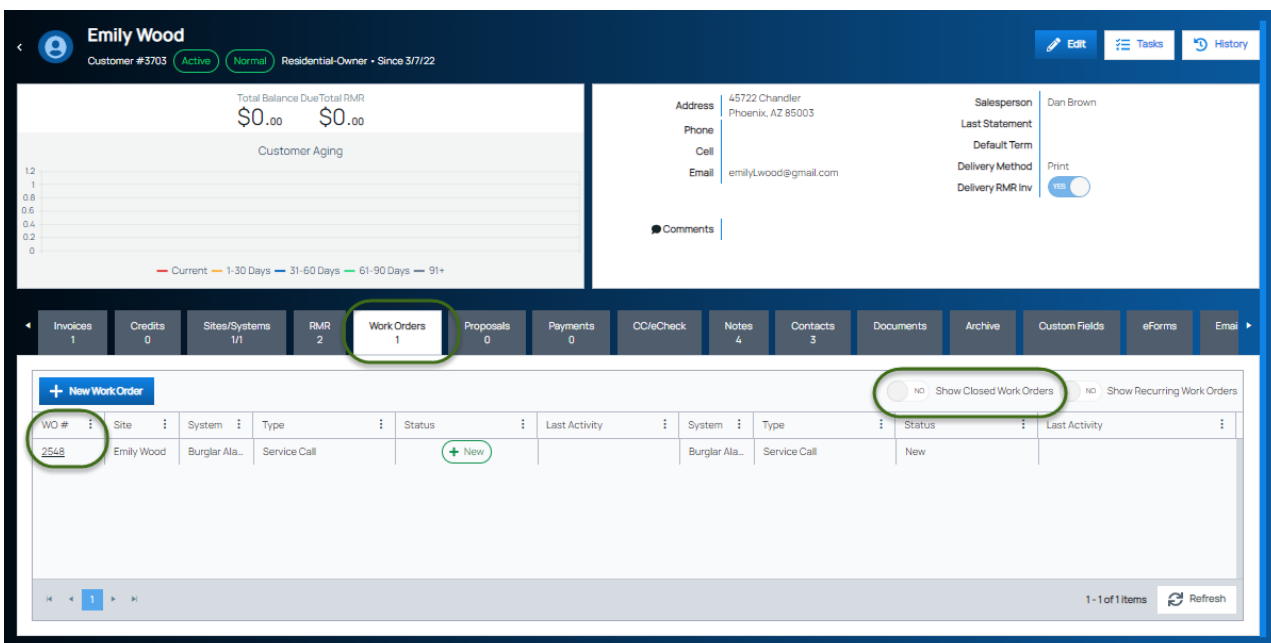 Emily Wood
Customer #3703 Active Normal Residential-Owner • Since 3/7/22
Edit Tasks History
Total Balance Due Total RMR
$0.00 $0.00
Customer Aging
1.2
1
0.8
0.6
0.4
0.2
0
Current 1-30 Days 31-60 Days 61-90 Days 91+
Address 45722 Chandler
Phoenix, AZ 85003
Phone
Cell
Email emilyLwood@gmail.com
Comments
Salesperson Dan Brown
Last Statement
Default Term
Delivery Method Print
Delivery RMR Inv YES
Invoices Credits Sites/Systems RMR Work Orders Proposals Payments CC/eCheck Notes Contacts Documents Archive Custom Fields eForms Emai
1 0 1/1 2 1 0 0 4 3
+ New Work Order NO Show Closed Work Orders NO Show Recurring Work Orders
WO # Site System Type Status Last Activity System Type Status Last Activity
2548 Emily Wood Burglar Ala... Service Call + New Burglar Ala... Service Call New
1 1 - 1 of 1 items Refresh